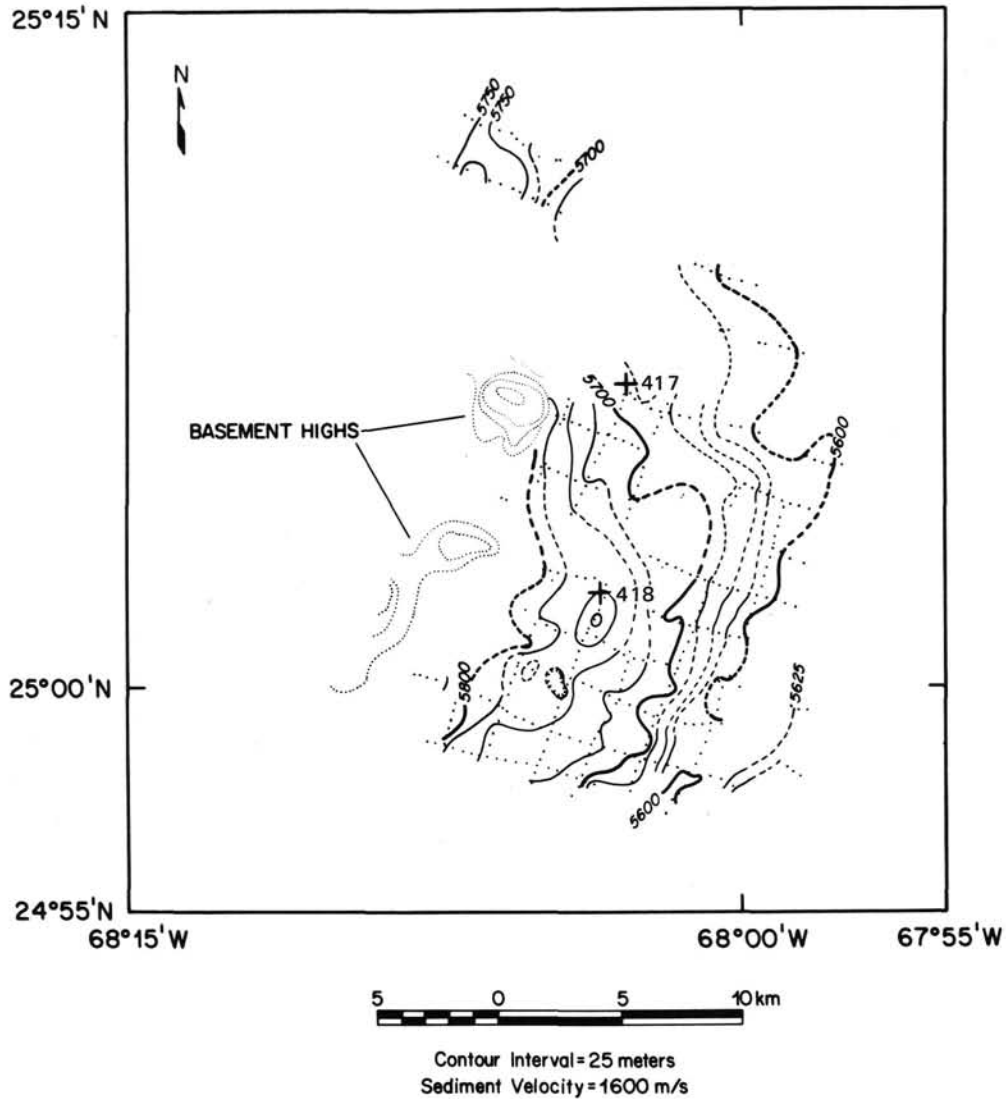 25°15'N
N
5750
5750
5700
5700
417
BASEMENT HIGHS
5600
418
25°00'N
5800
5625
5600
24°55'N
68°15'W
68°00'W
67°55'W
5
0
5
10 km
Contour Interval = 25 meters
Sediment Velocity = 1600 m/s